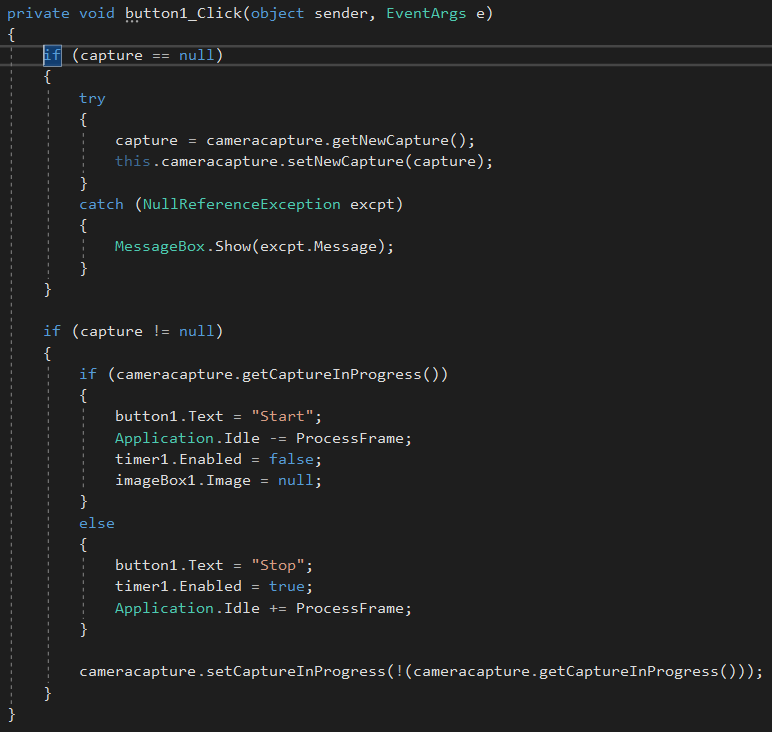 private void button1_Click(object sender, EventArgs e)
{
    if (capture == null)
    {
        try
        {
            capture = cameracapture.getNewCapture();
            this.cameracapture.setNewCapture(capture);
        }
        catch (NullReferenceException excpt)
        {
            MessageBox.Show(excpt.Message);
        }
    }

    if (capture != null)
    {
        if (cameracapture.getCaptureInProgress())
        {
            button1.Text = "Start";
            Application.Idle -= ProcessFrame;
            timer1.Enabled = false;
            imageBox1.Image = null;
        }
        else
        {
            button1.Text = "Stop";
            timer1.Enabled = true;
            Application.Idle += ProcessFrame;
        }

        cameracapture.setCaptureInProgress(!(cameracapture.getCaptureInProgress()));
    }
}